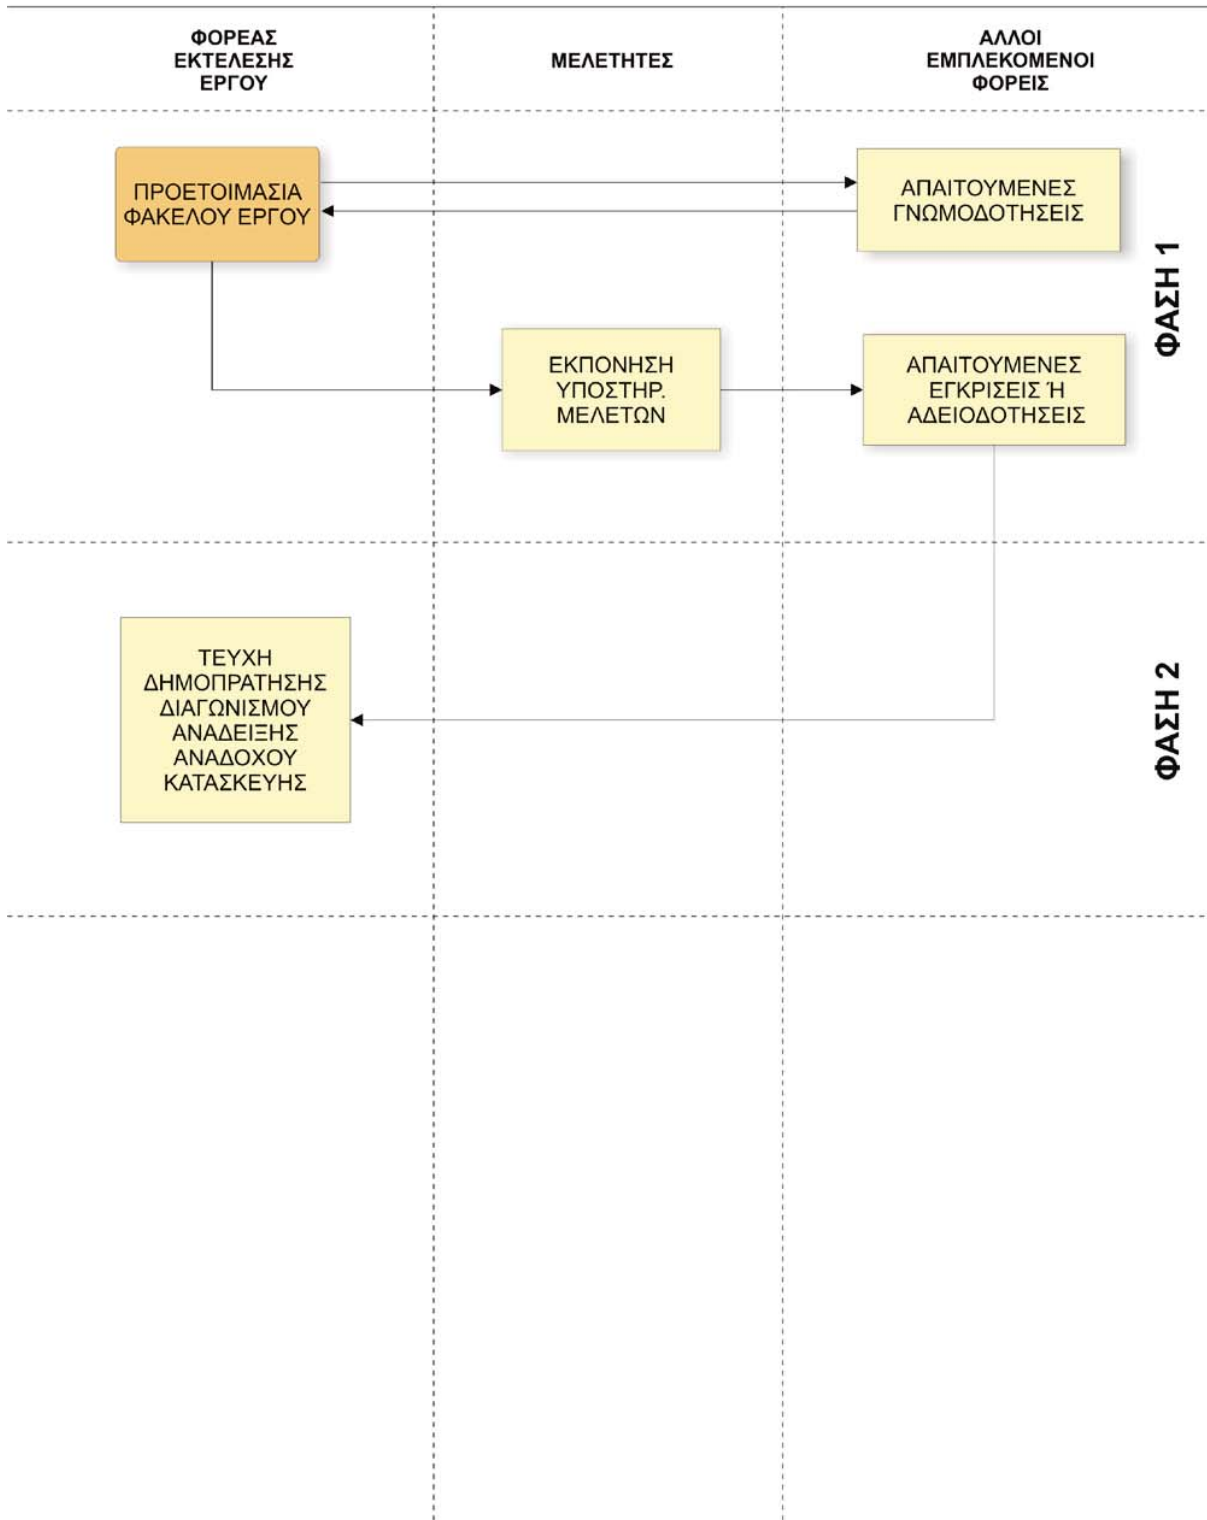 ΦΟΡΕΑΣ
ΕΚΤΕΛΕΣΗΣ
ΕΡΓΟΥ
ΜΕΛΕΤΗΤΕΣ
ΑΛΛΟΙ
ΕΜΠΛΕΚΟΜΕΝΟΙ
ΦΟΡΕΙΣ
ΠΡΟΕΤΟΙΜΑΣΙΑ
ΦΑΚΕΛΟΥ ΕΡΓΟΥ
ΑΠΑΙΤΟΥΜΕΝΕΣ
ΓΝΩΜΟΔΟΤΗΣΕΙΣ
ΦΑΣΗ 1
ΕΚΠΟΝΗΣΗ
ΥΠΟΣΤΗΡ.
ΜΕΛΕΤΩΝ
ΑΠΑΙΤΟΥΜΕΝΕΣ
ΕΓΚΡΙΣΕΙΣ Ή
ΑΔΕΙΟΔΟΤΗΣΕΙΣ
ΤΕΥΧΗ
ΔΗΜΟΠΡΑΤΗΣΗΣ
ΔΙΑΓΩΝΙΣΜΟΥ
ΑΝΑΔΕΙΞΗΣ
ΑΝΑΔΟΧΟΥ
ΚΑΤΑΣΚΕΥΗΣ
ΦΑΣΗ 2